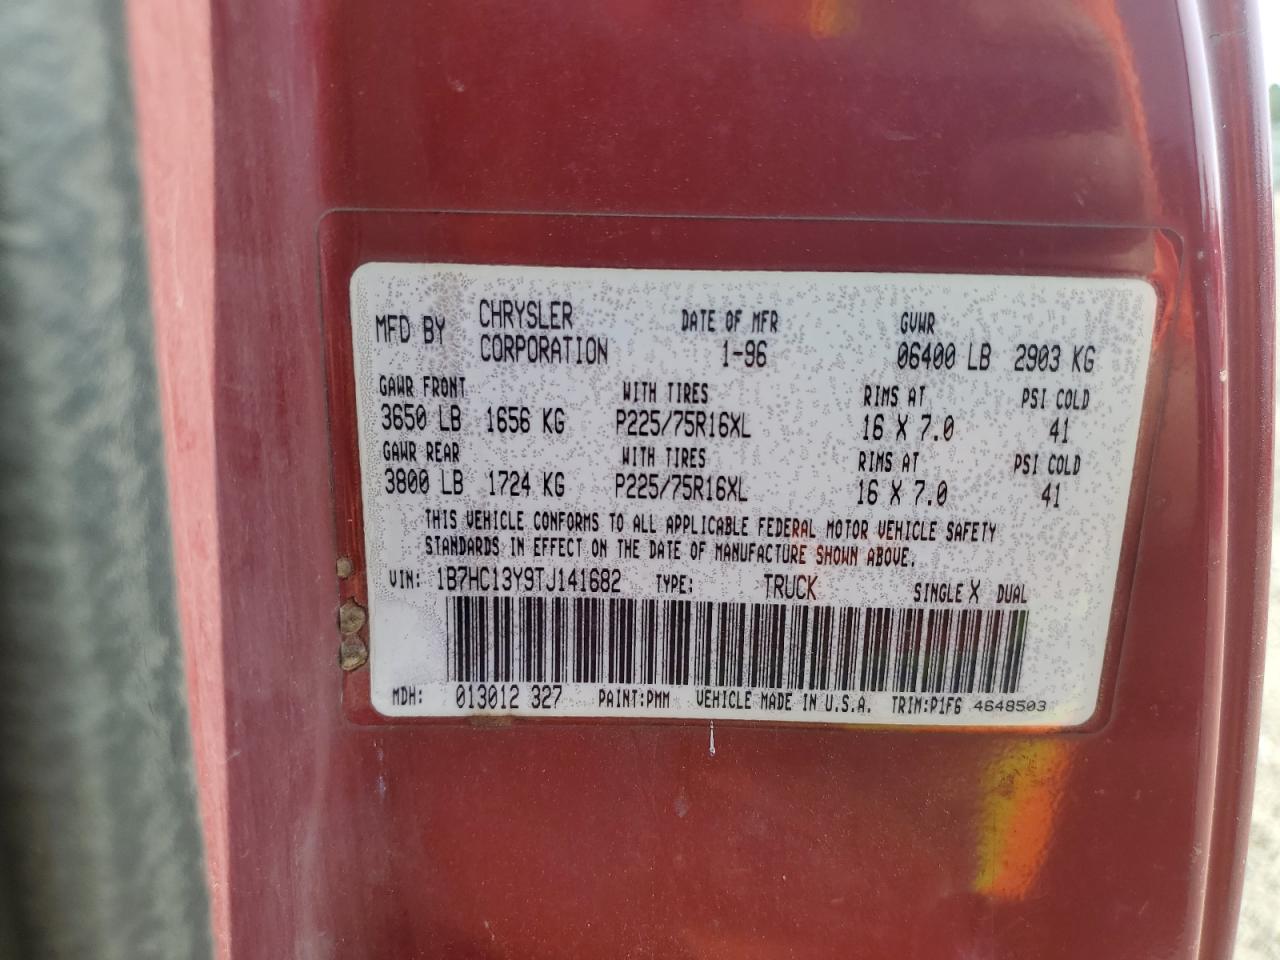 MFD BY CHRYSLER CORPORATION DATE OF MFR 1-96 GVWR 06400 LB 2903 KG
GAWR FRONT WITH TIRES RIMS AT PSI COLD
3650 LB 1656 KG P225/75R16XL 16 X 7.0 41
GAWR REAR WITH TIRES RIMS AT PSI COLD
3800 LB 1724 KG P225/75R16XL 16 X 7.0 41
THIS VEHICLE CONFORMS TO ALL APPLICABLE FEDERAL MOTOR VEHICLE SAFETY
STANDARDS IN EFFECT ON THE DATE OF MANUFACTURE SHOWN ABOVE.
VIN: 1B7HC13Y9TJ141682 TYPE: TRUCK SINGLE X DUAL
MDH: 013012 327 PAINT:PMM VEHICLE MADE IN U.S.A. TRIM:P1F6 4648503